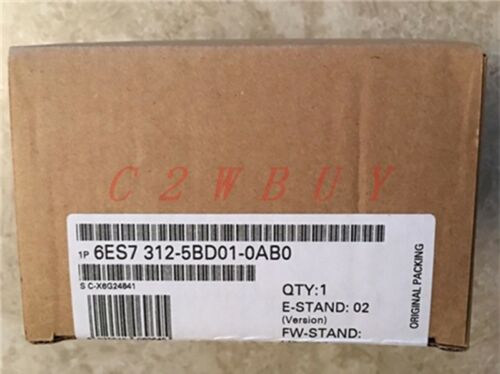 C2WBUY
1P 6ES7 312-5BD01-0AB0
S C-X6G24841
QTY:1
E-STAND: 02
(Version)
FW-STAND:
ORIGINAL PACKING